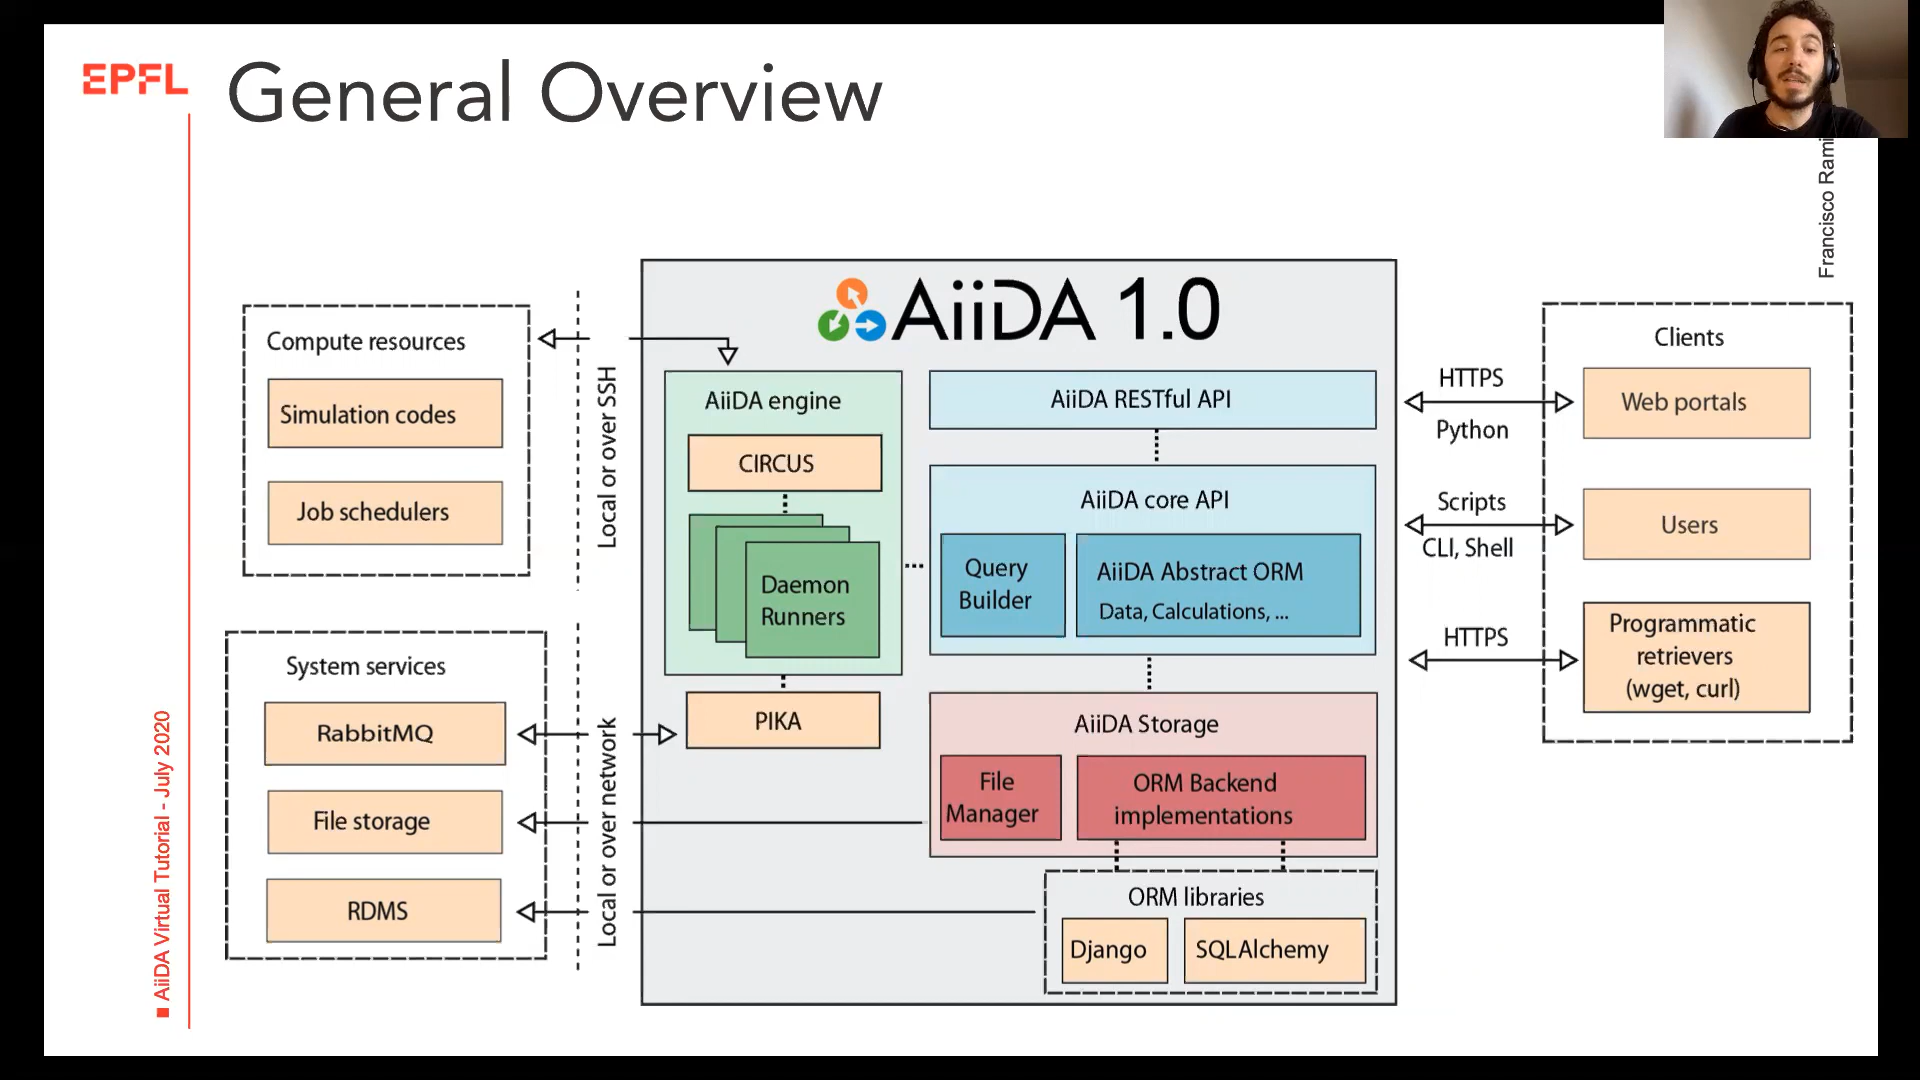 EPFL
General Overview
Francisco Rami
AiiDA Virtual Tutorial - July 2020
Compute resources
Simulation codes
Job schedulers
Local or over SSH
System services
RabbitMQ
File storage
RDMS
Local or over network
AiiDA 1.0
AiiDA engine
CIRCUS
Daemon
Runners
PIKA
AiiDA RESTful API
AiiDA core API
Query
Builder
AiiDA Abstract ORM
Data, Calculations, ...
AiiDA Storage
File
Manager
ORM Backend
implementations
ORM libraries
Django
SQLAlchemy
HTTPS
Python
Scripts
CLI, Shell
HTTPS
Clients
Web portals
Users
Programmatic
retrievers
(wget, curl)